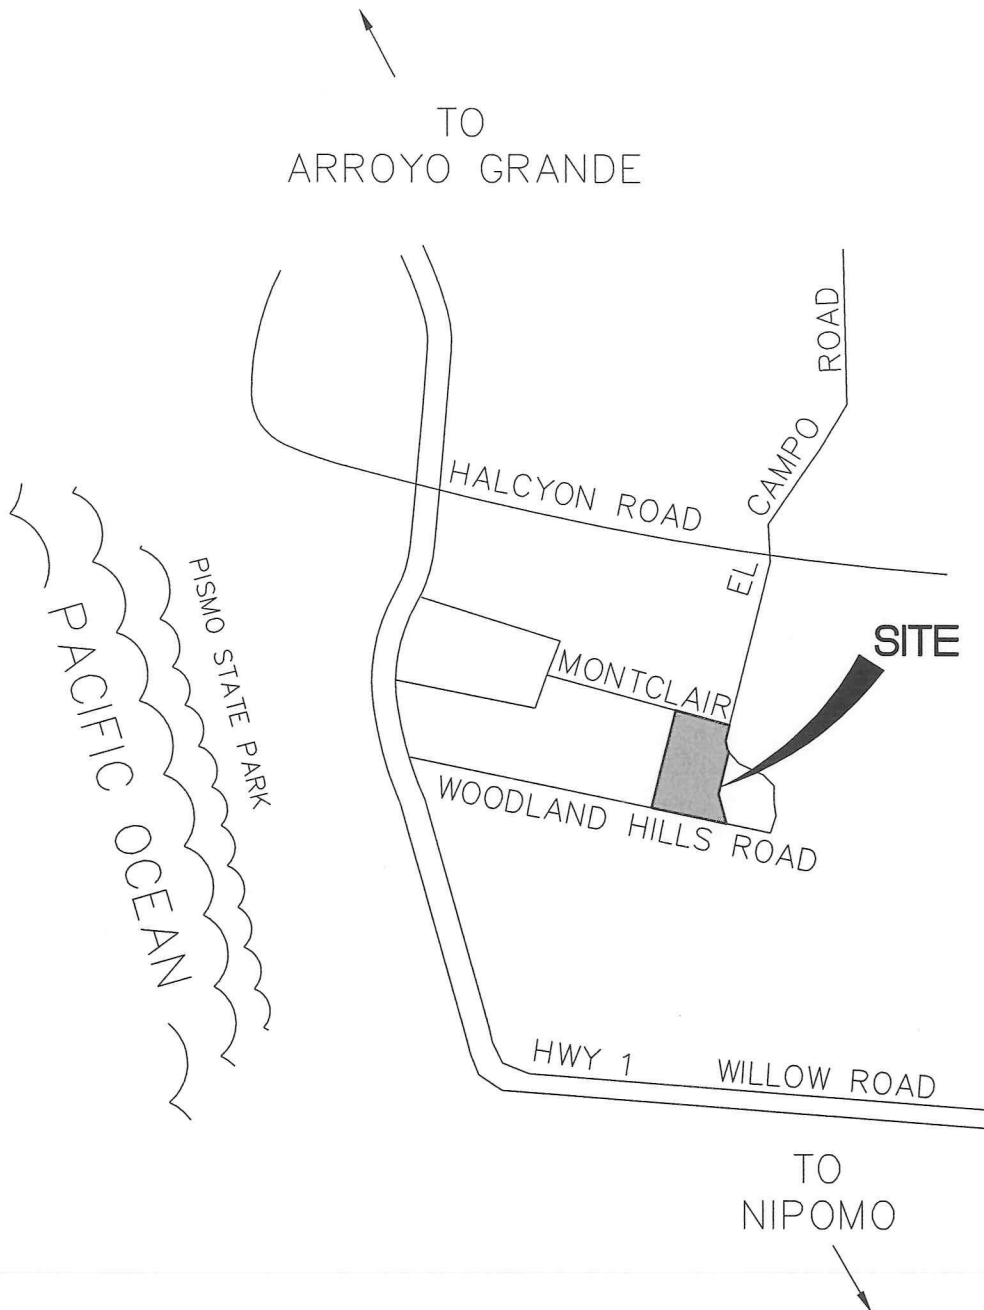 TO
ARROYO GRANDE
EL CAMPO ROAD
HALCYON ROAD
PISMO STATE PARK
SITE
MONTCLAIR
PACIFIC OCEAN
WOODLAND HILLS ROAD
HWY 1
WILLOW ROAD
TO
NIPOMO